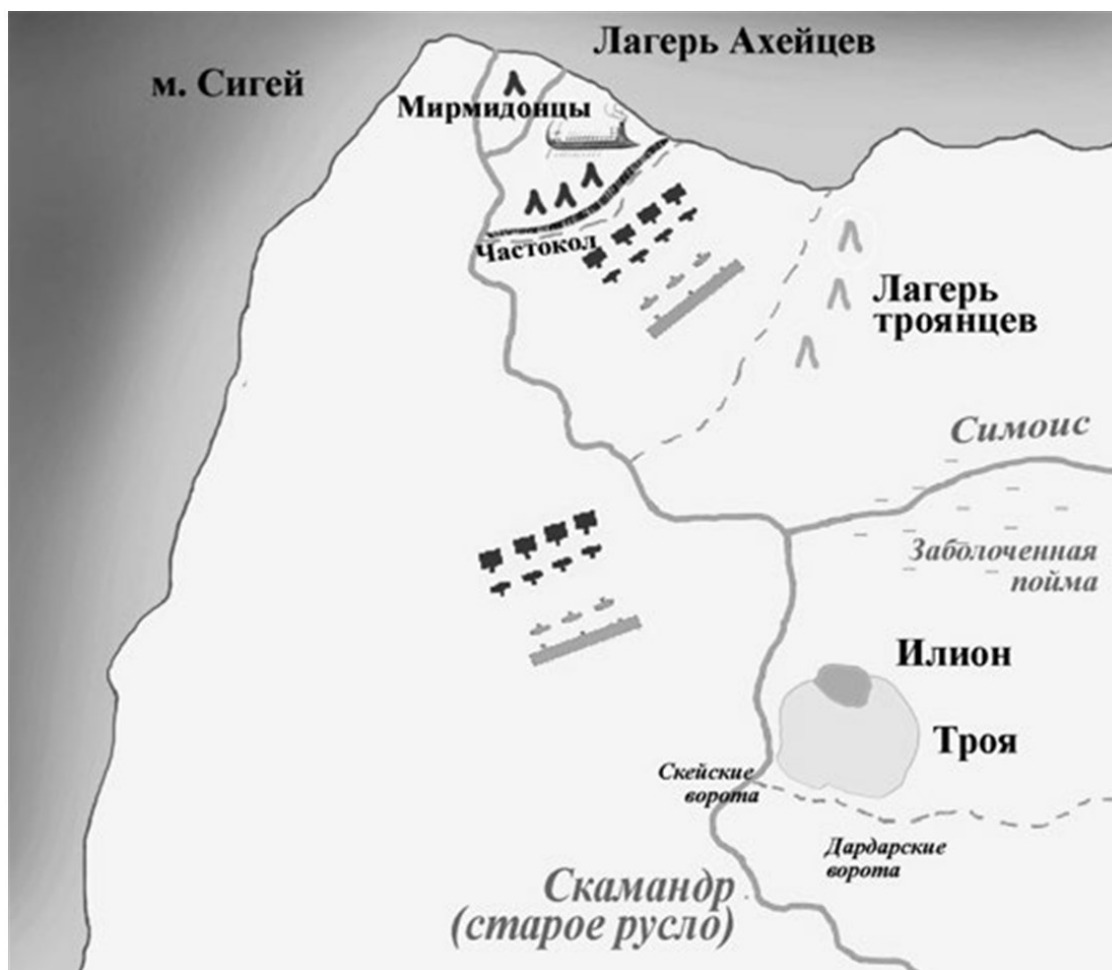 Лагерь Ахейцев
м. Сигей
Мирмидонцы
Частокол
Лагерь
троянцев
Симоис
Заболоченная
пойма
Илион
Троя
Скейские
ворота
Дардарские
ворота
Скамандр
(старое русло)